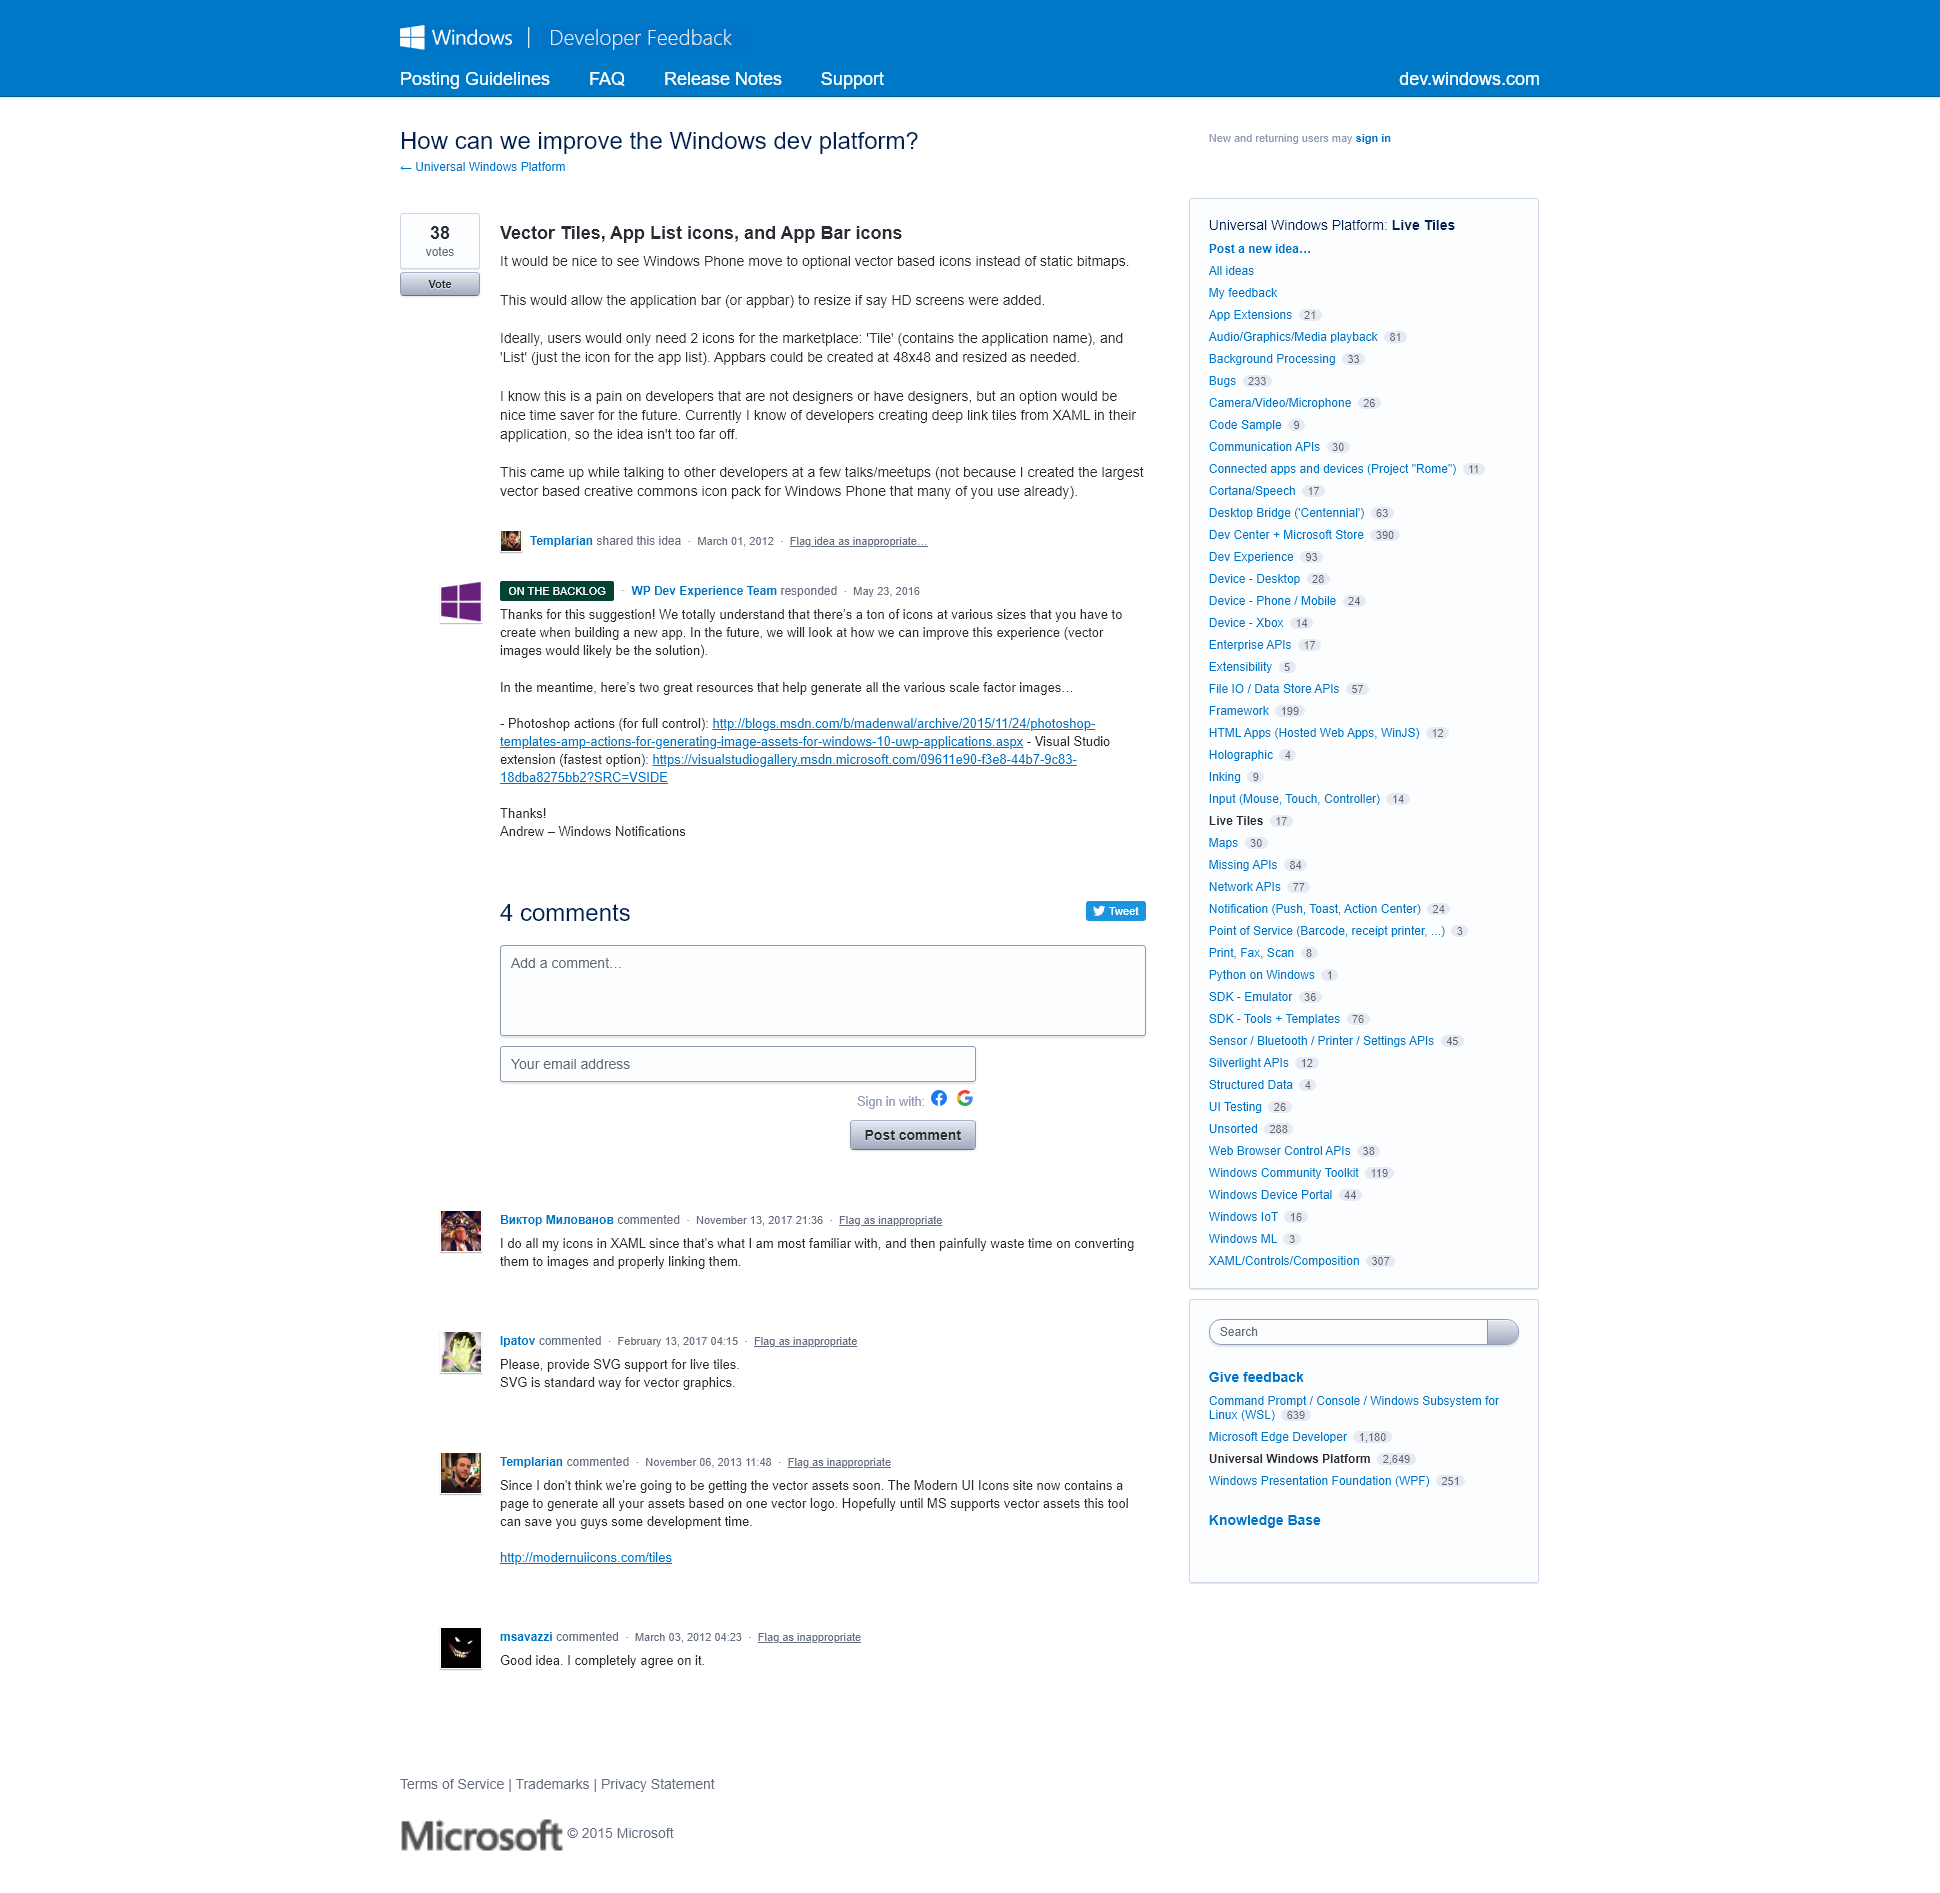 Windows | Developer Feedback
Posting Guidelines FAQ Release Notes Support dev.windows.com
How can we improve the Windows dev platform?
← Universal Windows Platform
New and returning users may sign in
38
votes
Vote
Vector Tiles, App List icons, and App Bar icons
It would be nice to see Windows Phone move to optional vector based icons instead of static bitmaps.
This would allow the application bar (or appbar) to resize if say HD screens were added.
Ideally, users would only need 2 icons for the marketplace: 'Tile' (contains the application name), and
'List' (just the icon for the app list). Appbars could be created at 48x48 and resized as needed.
I know this is a pain on developers that are not designers or have designers, but an option would be
nice time saver for the future. Currently I know of developers creating deep link tiles from XAML in their
application, so the idea isn't too far off.
This came up while talking to other developers at a few talks/meetups (not because I created the largest
vector based creative commons icon pack for Windows Phone that many of you use already).
Templarian shared this idea · March 01, 2012 · Flag idea as inappropriate…
ON THE BACKLOG · WP Dev Experience Team responded · May 23, 2016
Thanks for this suggestion! We totally understand that there’s a ton of icons at various sizes that you have to
create when building a new app. In the future, we will look at how we can improve this experience (vector
images would likely be the solution).
In the meantime, here’s two great resources that help generate all the various scale factor images…
- Photoshop actions (for full control): http://blogs.msdn.com/b/madenwal/archive/2015/11/24/photoshop-
templates-amp-actions-for-generating-image-assets-for-windows-10-uwp-applications.aspx - Visual Studio
extension (fastest option): https://visualstudiogallery.msdn.microsoft.com/09611e90-f3e8-44b7-9c83-
18dba8275bb2?SRC=VSIDE
Thanks!
Andrew – Windows Notifications
4 comments
Tweet
Add a comment…
Your email address
Sign in with:
Post comment
Виктор Милованов commented · November 13, 2017 21:36 · Flag as inappropriate
I do all my icons in XAML since that's what I am most familiar with, and then painfully waste time on converting
them to images and properly linking them.
Ipatov commented · February 13, 2017 04:15 · Flag as inappropriate
Please, provide SVG support for live tiles.
SVG is standard way for vector graphics.
Templarian commented · November 06, 2013 11:48 · Flag as inappropriate
Since I don't think we're going to be getting the vector assets soon. The Modern UI Icons site now contains a
page to generate all your assets based on one vector logo. Hopefully until MS supports vector assets this tool
can save you guys some development time.
http://modernuiicons.com/tiles
msavazzi commented · March 03, 2012 04:23 · Flag as inappropriate
Good idea. I completely agree on it.
Universal Windows Platform: Live Tiles
Post a new idea…
All ideas
My feedback
App Extensions 21
Audio/Graphics/Media playback 81
Background Processing 33
Bugs 233
Camera/Video/Microphone 26
Code Sample 9
Communication APIs 30
Connected apps and devices (Project "Rome") 11
Cortana/Speech 17
Desktop Bridge ('Centennial') 63
Dev Center + Microsoft Store 390
Dev Experience 93
Device - Desktop 28
Device - Phone / Mobile 24
Device - Xbox 14
Enterprise APIs 17
Extensibility 5
File IO / Data Store APIs 57
Framework 199
HTML Apps (Hosted Web Apps, WinJS) 12
Holographic 4
Inking 9
Input (Mouse, Touch, Controller) 14
Live Tiles 17
Maps 30
Missing APIs 84
Network APIs 77
Notification (Push, Toast, Action Center) 24
Point of Service (Barcode, receipt printer, ...) 3
Print, Fax, Scan 8
Python on Windows 1
SDK - Emulator 36
SDK - Tools + Templates 76
Sensor / Bluetooth / Printer / Settings APIs 45
Silverlight APIs 12
Structured Data 4
UI Testing 26
Unsorted 288
Web Browser Control APIs 38
Windows Community Toolkit 119
Windows Device Portal 44
Windows IoT 16
Windows ML 3
XAML/Controls/Composition 307
Search
Give feedback
Command Prompt / Console / Windows Subsystem for
Linux (WSL) 639
Microsoft Edge Developer 1,180
Universal Windows Platform 2,649
Windows Presentation Foundation (WPF) 251
Knowledge Base
Terms of Service | Trademarks | Privacy Statement
Microsoft © 2015 Microsoft